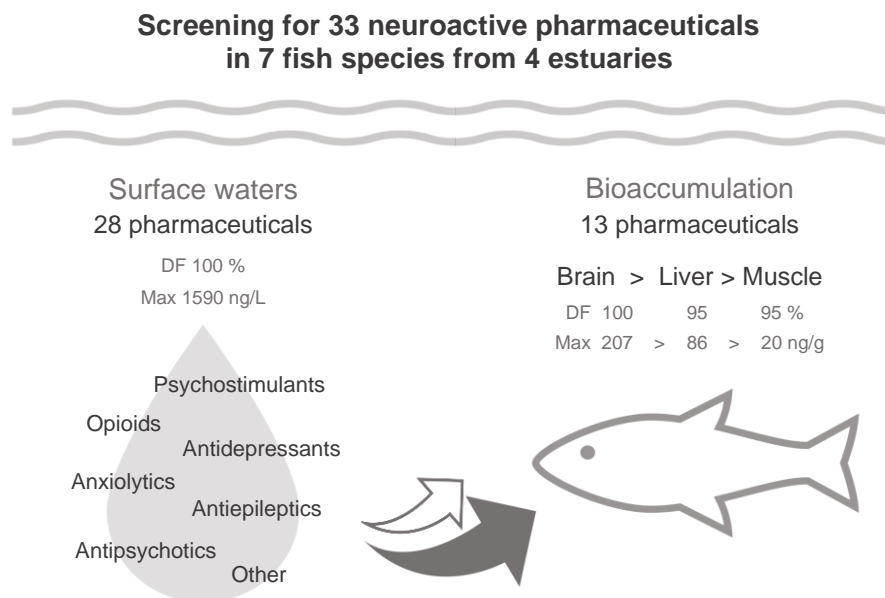 Screening for 33 neuroactive pharmaceuticals
in 7 fish species from 4 estuaries
Surface waters
28 pharmaceuticals
DF 100 %
Max 1590 ng/L
Psychostimulants
Opioids
Antidepressants
Anxiolytics
Antiepileptics
Antipsychotics
Other
Bioaccumulation
13 pharmaceuticals
Brain > Liver > Muscle
DF 100 95 95 %
Max 207 > 86 > 20 ng/g